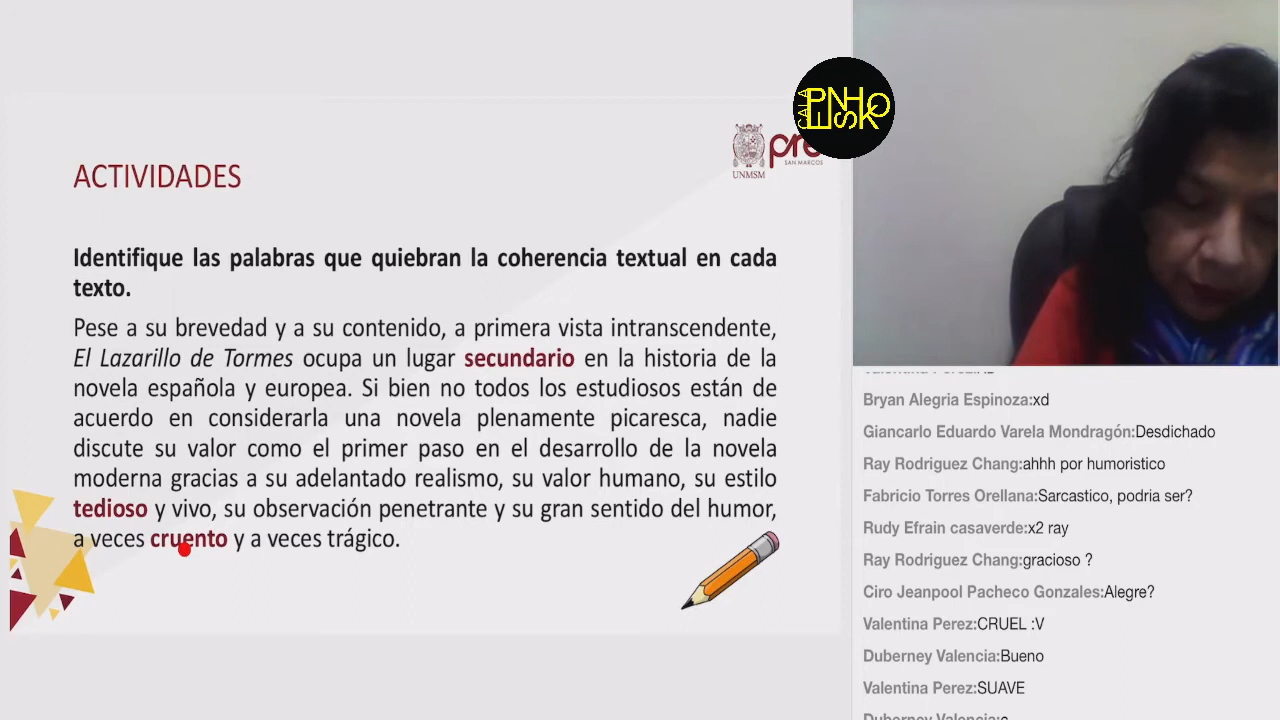 CALA
PEN
ESKHO
pre
SAN MARCOS
UNMSM
ACTIVIDADES
Identifique las palabras que quiebran la coherencia textual en cada
texto.
Pese a su brevedad y a su contenido, a primera vista intranscendente,
El Lazarillo de Tormes ocupa un lugar secundario en la historia de la
novela española y europea. Si bien no todos los estudiosos están de
acuerdo en considerarla una novela plenamente picaresca, nadie
discute su valor como el primer paso en el desarrollo de la novela
moderna gracias a su adelantado realismo, su valor humano, su estilo
tedioso y vivo, su observación penetrante y su gran sentido del humor,
a veces cruento y a veces trágico.
Bryan Alegria Espinoza:xd
Giancarlo Eduardo Varela Mondragón:Desdichado
Ray Rodriguez Chang:ahhh por humoristico
Fabricio Torres Orellana:Sarcastico, podria ser?
Rudy Efrain casaverde:x2 ray
Ray Rodriguez Chang:gracioso ?
Ciro Jeanpool Pacheco Gonzales:Alegre?
Valentina Perez:CRUEL :V
Duberney Valencia:Bueno
Valentina Perez:SUAVE
Duberney Valencia: